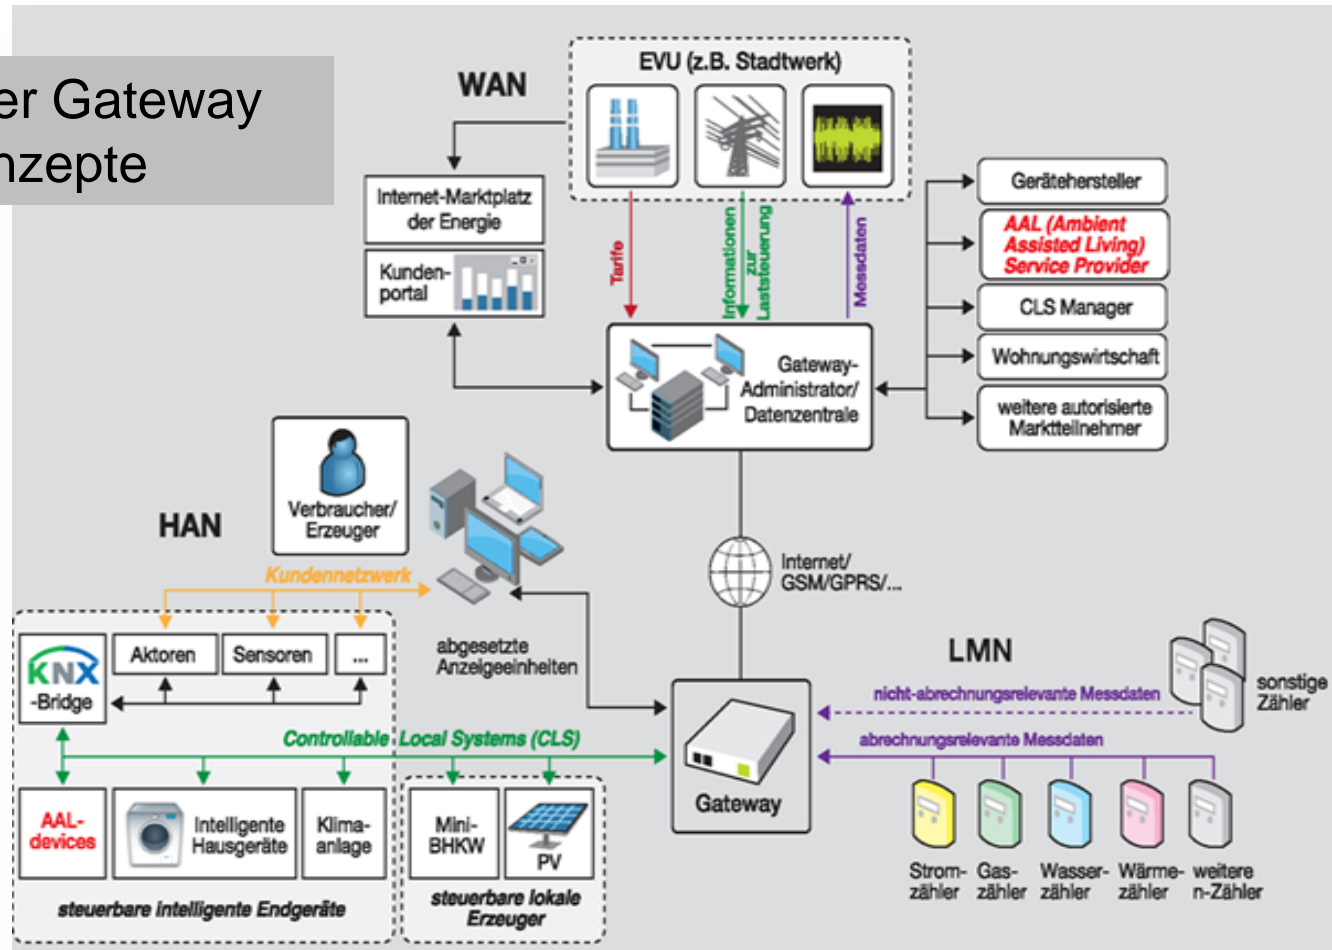 er Gateway
nzepte
WAN
EVU (z.B. Stadtwerk)
Internet-Marktplatz
der Energie
Kunden-
portal
Tarife
Informationen
zur
Laststeuerung
Messdaten
Gerätehersteller
AAL (Ambient
Assisted Living)
Service Provider
CLS Manager
Wohnungswirtschaft
weitere autorisierte
Marktteilnehmer
Gateway-
Administrator/
Datenzentrale
Verbraucher/
Erzeuger
HAN
Kundennetzwerk
Internet/
GSM/GPRS/...
abgesetzte
Anzeigeeinheiten
KNX
-Bridge
Aktoren
Sensoren
...
LMN
nicht-abrechnungsrelevante Messdaten
sonstige
Zähler
Controllable Local Systems (CLS)
abrechnungsrelevante Messdaten
Gateway
AAL-
devices
Intelligente
Hausgeräte
Klima-
anlage
Mini-
BHKW
PV
Strom-
zähler
Gas-
zähler
Wasser-
zähler
Wärme-
zähler
weitere
n-Zähler
steuerbare intelligente Endgeräte
steuerbare lokale
Erzeuger